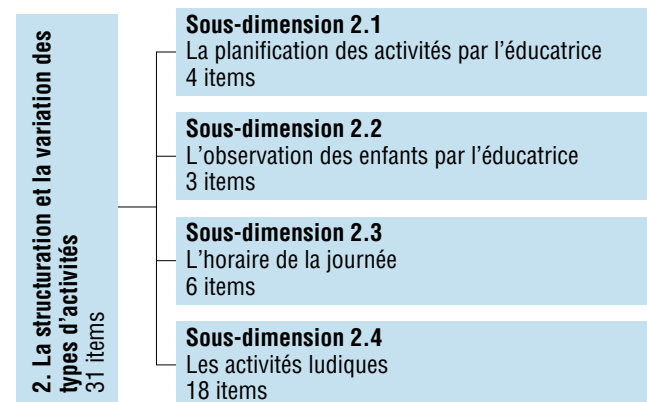 2. La structuration et la variation des
types d’activités
31 items
Sous-dimension 2.1
La planification des activités par l’éducatrice
4 items
Sous-dimension 2.2
L’observation des enfants par l’éducatrice
3 items
Sous-dimension 2.3
L’horaire de la journée
6 items
Sous-dimension 2.4
Les activités ludiques
18 items